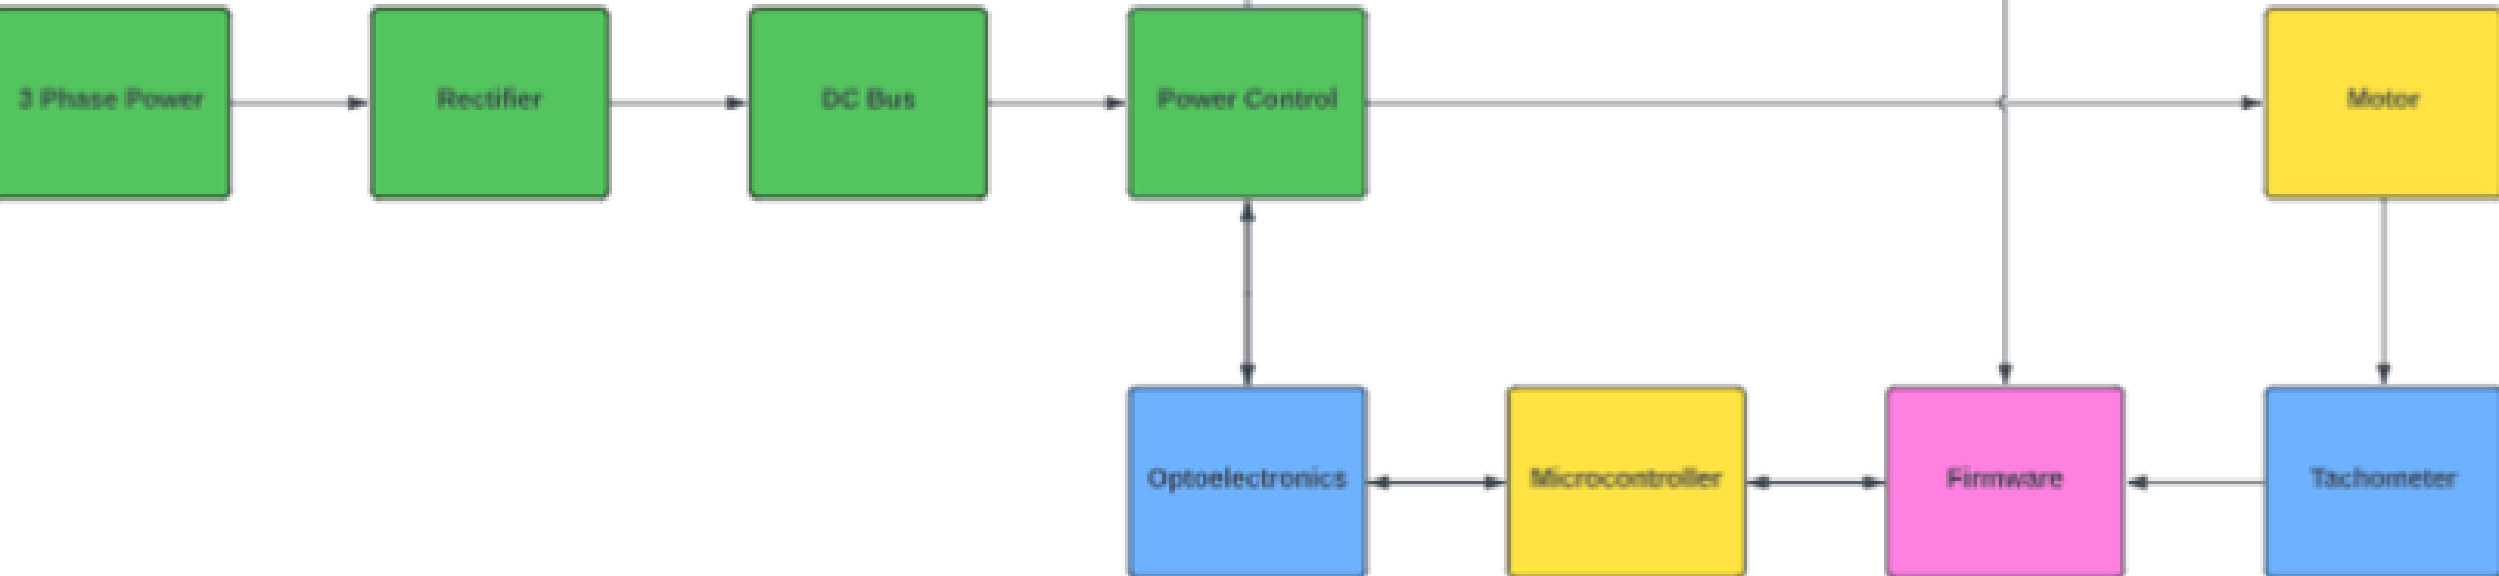 3 Phase Power
Rectifier
DC Bus
Power Control
Motor
Optoelectronics
Microcontroller
Firmware
Tachometer